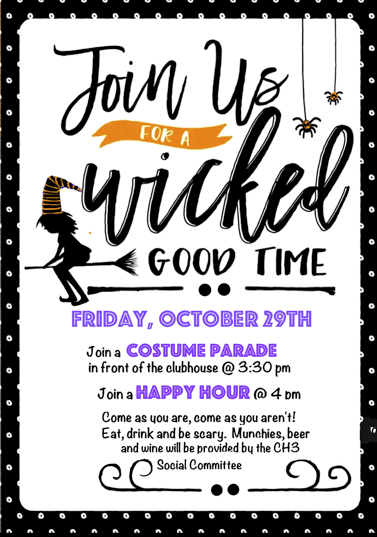 Join Us
FOR A
wicked
GOOD TIME
FRIDAY, OCTOBER 29TH
Join a COSTUME PARADE
in front of the clubhouse @ 3:30 pm
Join a HAPPY HOUR @ 4 pm
Come as you are, come as you aren't!
Eat, drink and be scary. Munchies, beer
and wine will be provided by the CH3
Social Committee